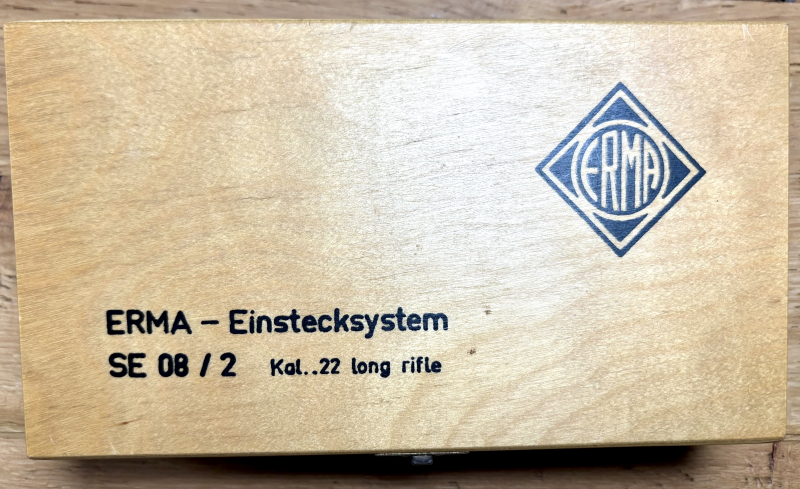 ERMA
ERMA - Einstecksystem
SE 08 / 2 Kal..22 long rifle